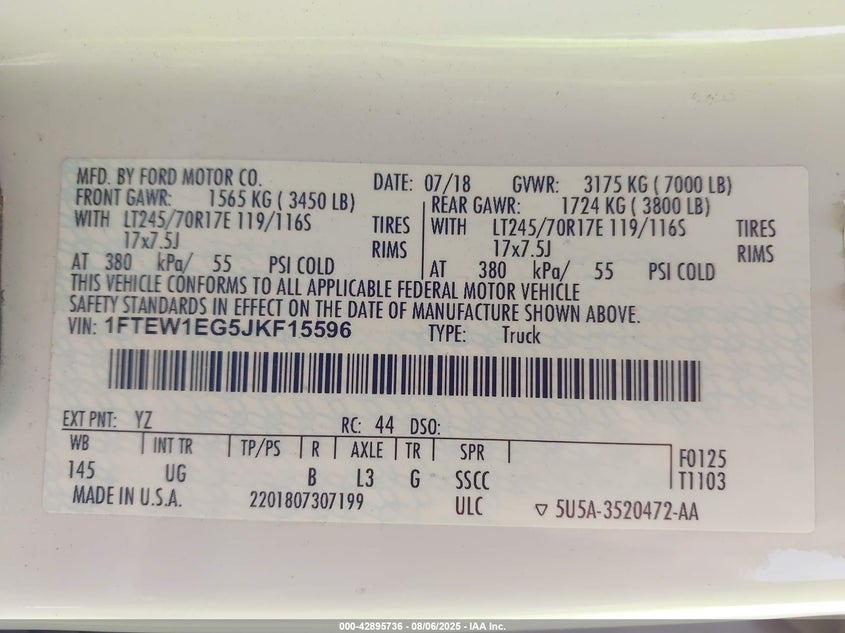 MFD. BY FORD MOTOR CO. DATE: 07/18 GVWR: 3175 KG ( 7000 LB)
FRONT GAWR: 1565 KG ( 3450 LB) REAR GAWR: 1724 KG ( 3800 LB)
WITH LT245/70R17E 119/116S TIRES WITH LT245/70R17E 119/116S TIRES
17x7.5J RIMS 17x7.5J RIMS
AT 380 kPa/ 55 PSI COLD AT 380 kPa/ 55 PSI COLD
THIS VEHICLE CONFORMS TO ALL APPLICABLE FEDERAL MOTOR VEHICLE
SAFETY STANDARDS IN EFFECT ON THE DATE OF MANUFACTURE SHOWN ABOVE.
VIN: 1FTEW1EG5JKF15596 TYPE: Truck
EXT PNT: YZ RC: 44 DSO:
WB INT TR TP/PS R AXLE TR SPR F0125
145 UG B L3 G SSCC T1103
MADE IN U.S.A. 2201807307199 ULC ▽ 5U5A-3520472-AA
000-42895736 - 08/06/2025 - IAA Inc.